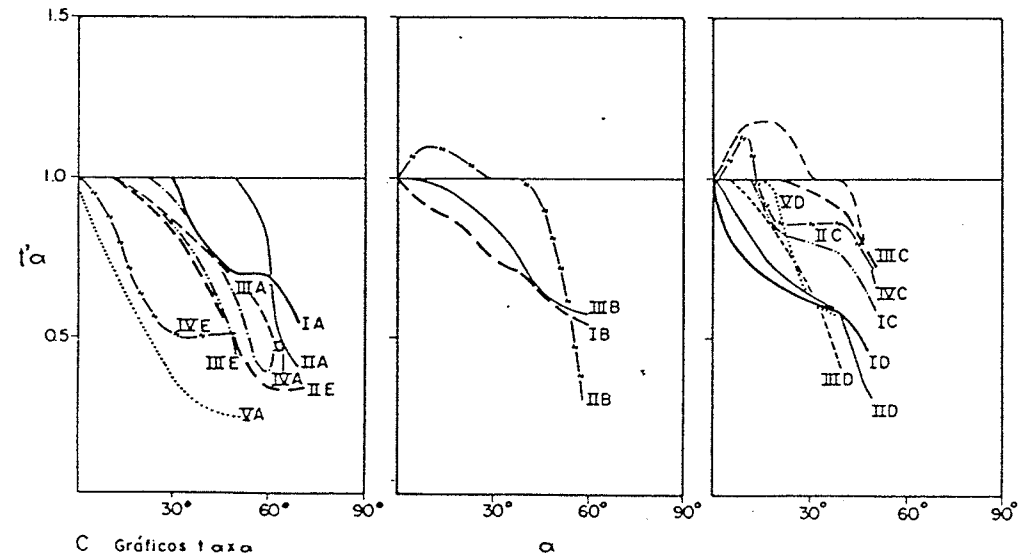 1.5
1.0
t'α
0.5
IVE
IIIE
VA
IIIA
IVA
IA
IIA
IIE
30°
60°
90°
IIIB
IB
IIB
30°
60°
90°
VD
IIC
IIIC
IVC
IC
ID
IIID
IID
30°
60°
90°
C Gráficos t α x α
α